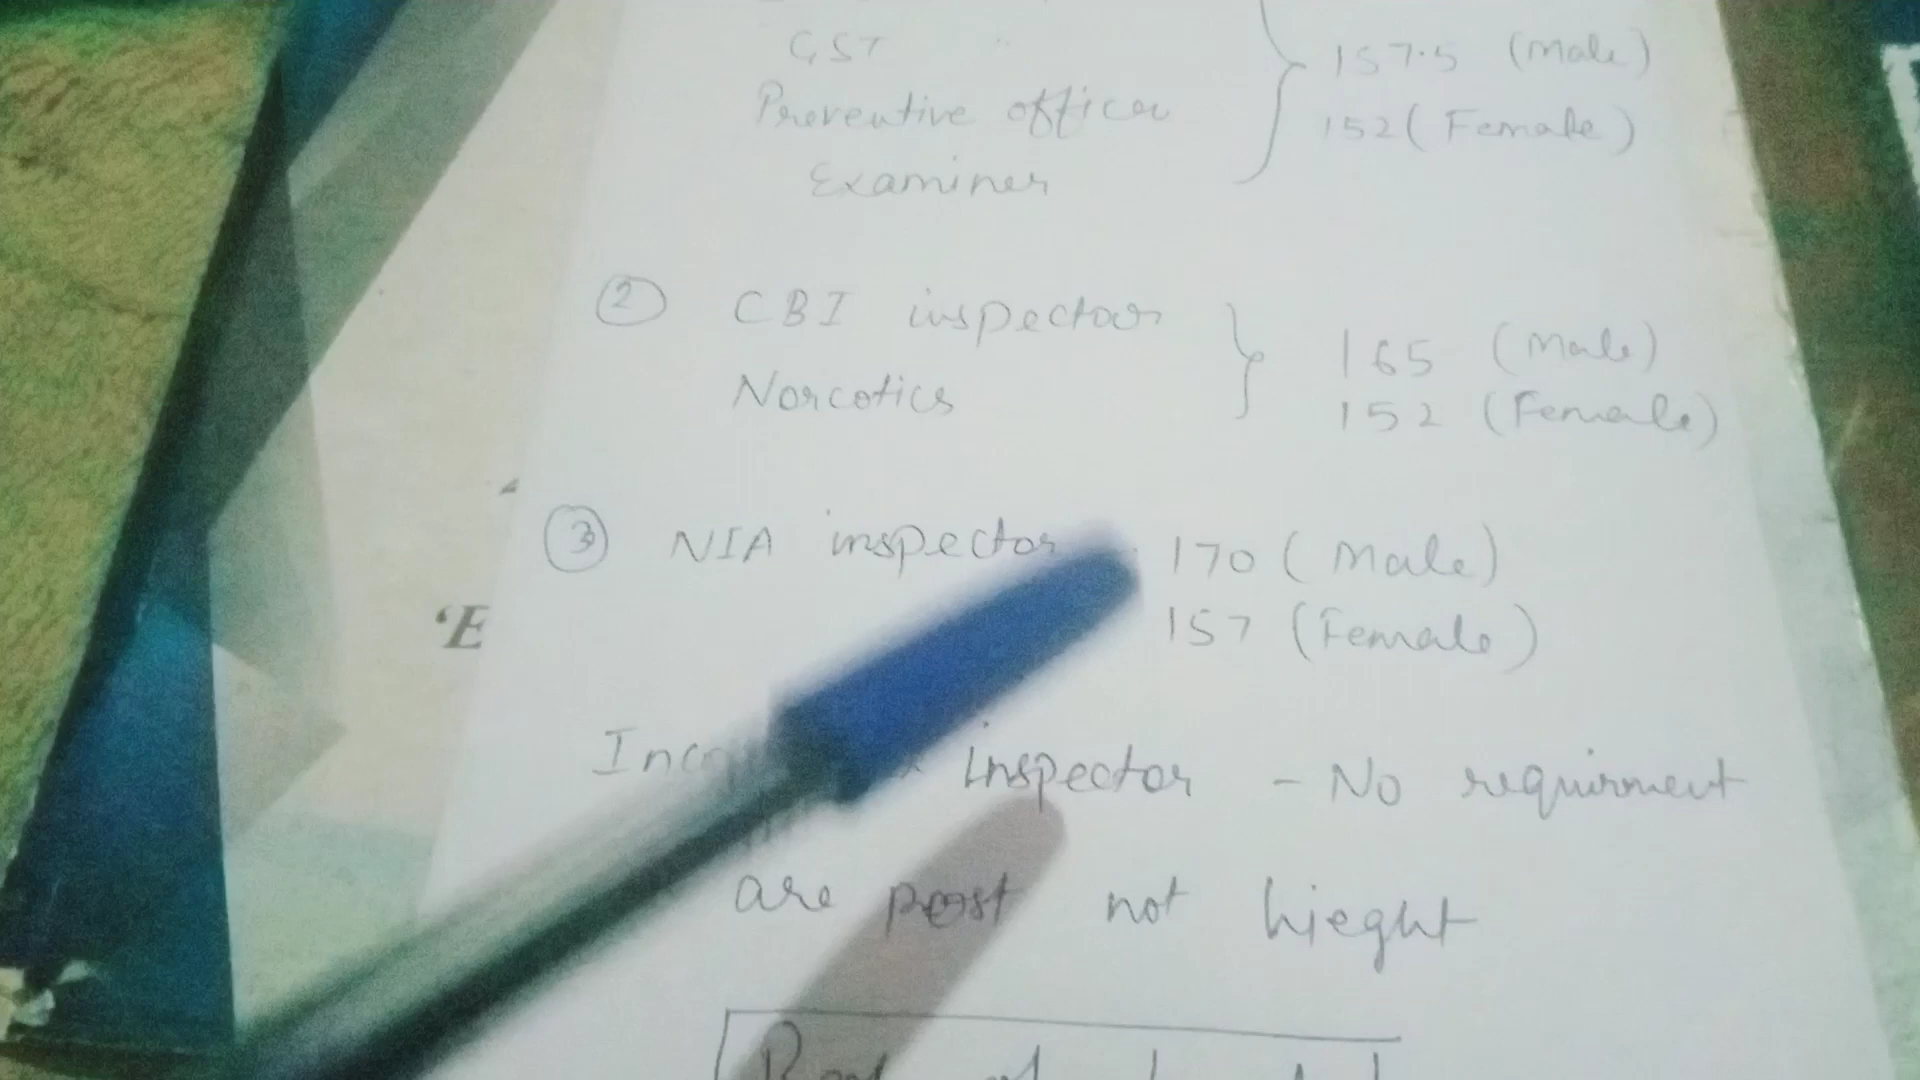 GST
Preventive officer
Examiner
157.5 (Male)
152 (Female)
② CBI inspector
Norcotics
165 (Male)
152 (Female)
③ NIA inspector 170 (Male)
157 (Female)
'E
Inspector - No requirment
are post not hieght